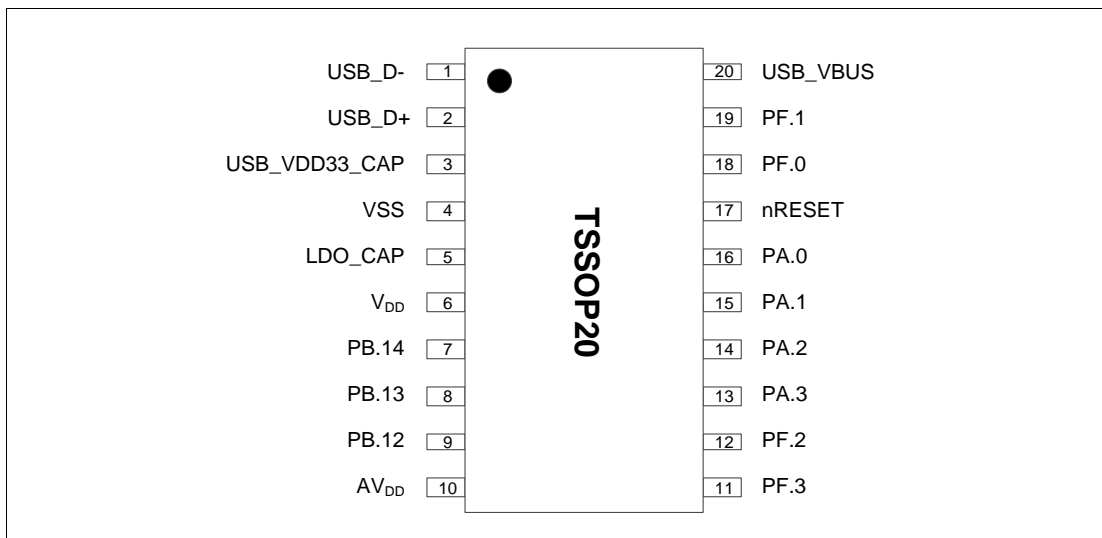 USB_D- 1
USB_D+ 2
USB_VDD33_CAP 3
VSS 4
LDO_CAP 5
VDD 6
PB.14 7
PB.13 8
PB.12 9
AVDD 10
TSSOP20
20 USB_VBUS
19 PF.1
18 PF.0
17 nRESET
16 PA.0
15 PA.1
14 PA.2
13 PA.3
12 PF.2
11 PF.3